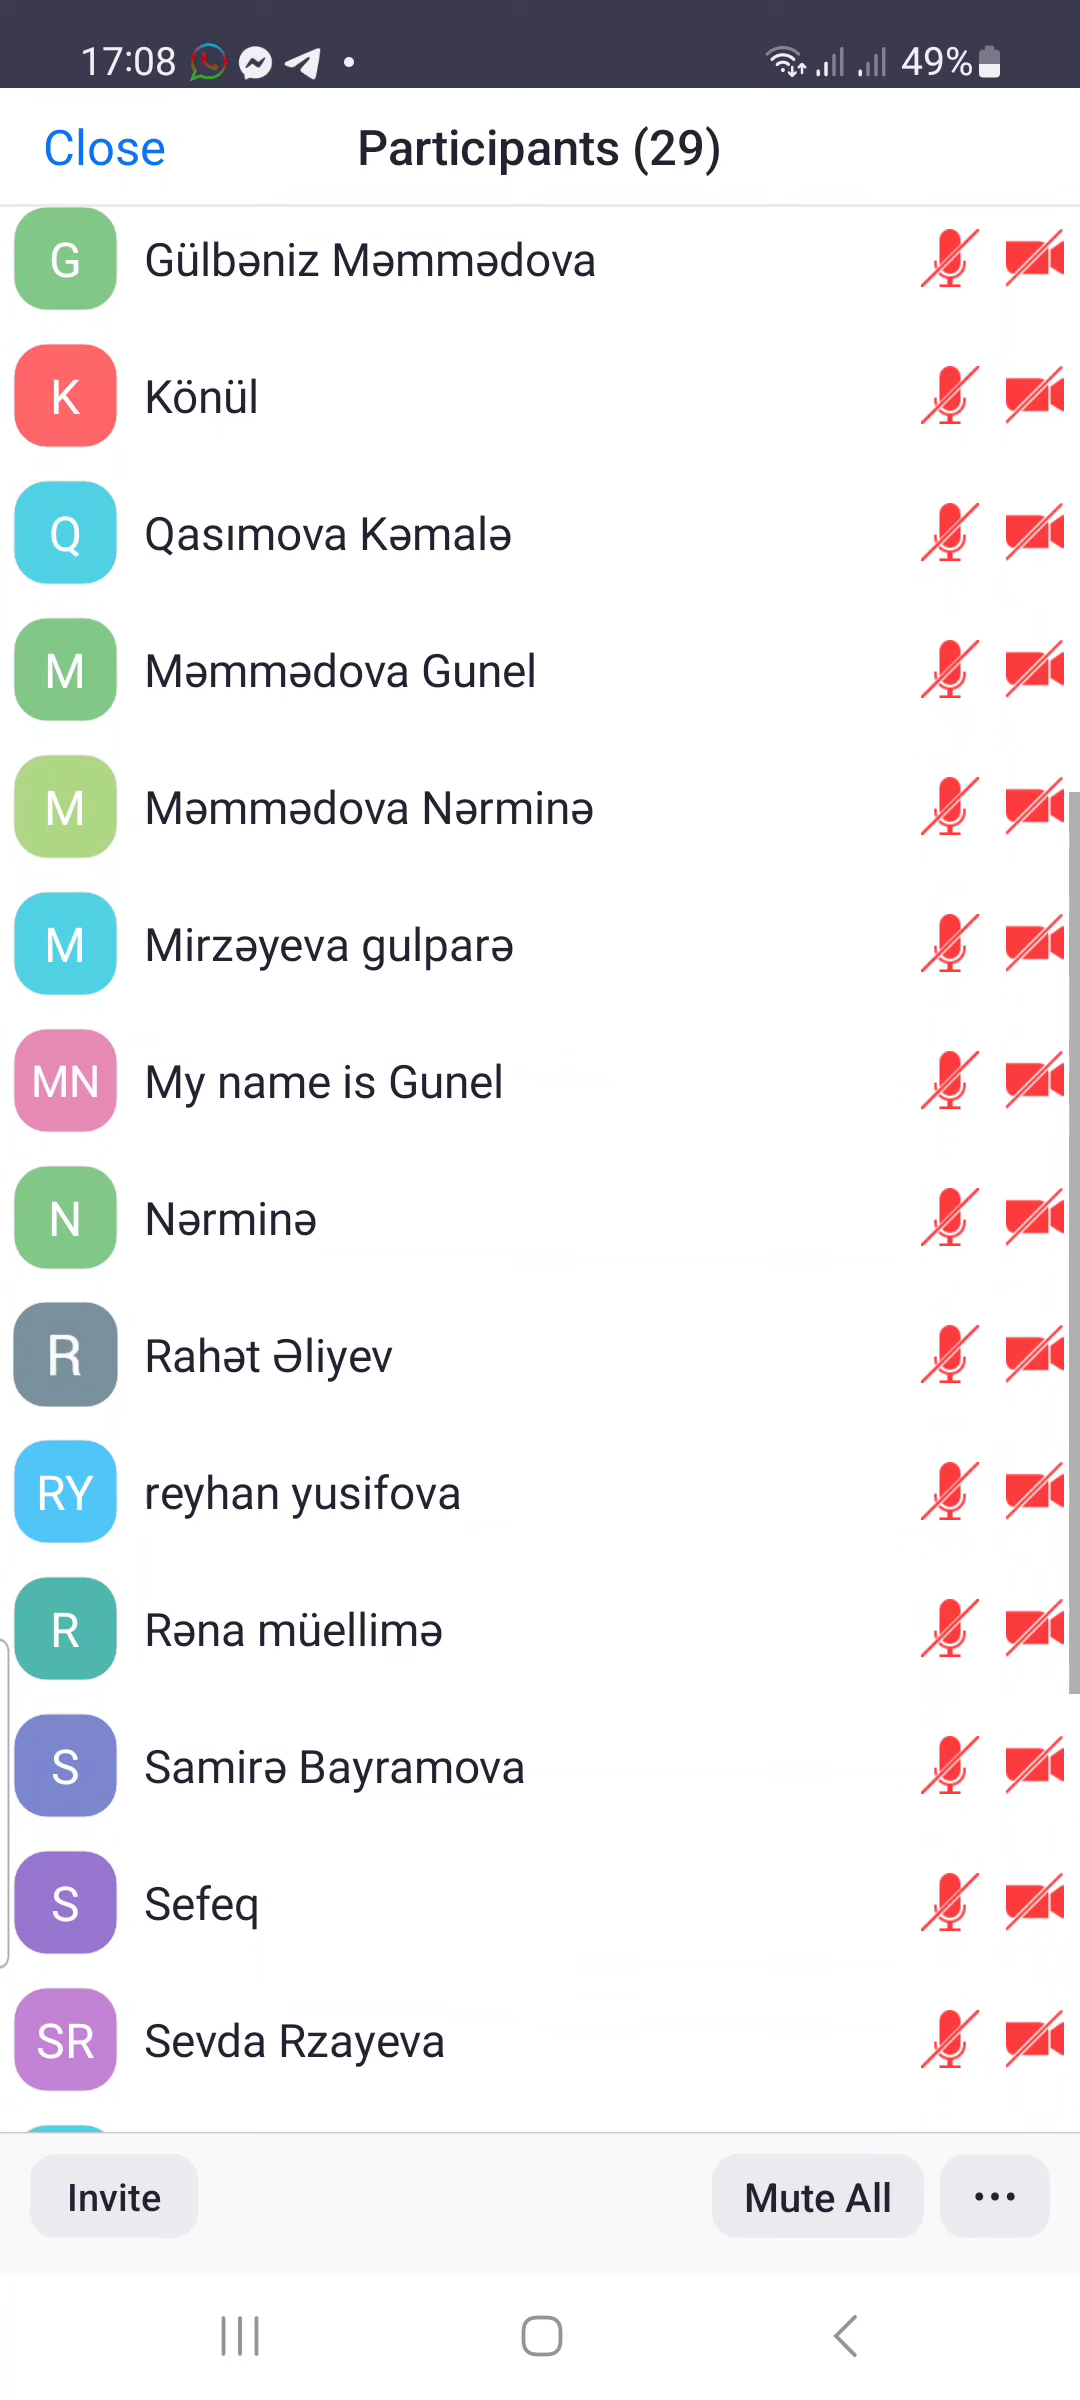 17:08 49%
Close Participants (29)
G Gülbəniz Məmmədova
K Könül
Q Qasımova Kəmalə
M Məmmədova Gunel
M Məmmədova Nərminə
M Mirzəyeva gulparə
MN My name is Gunel
N Nərminə
R Rahət Əliyev
RY reyhan yusifova
R Rəna müellimə
S Samirə Bayramova
S Sefeq
SR Sevda Rzayeva
Invite Mute All